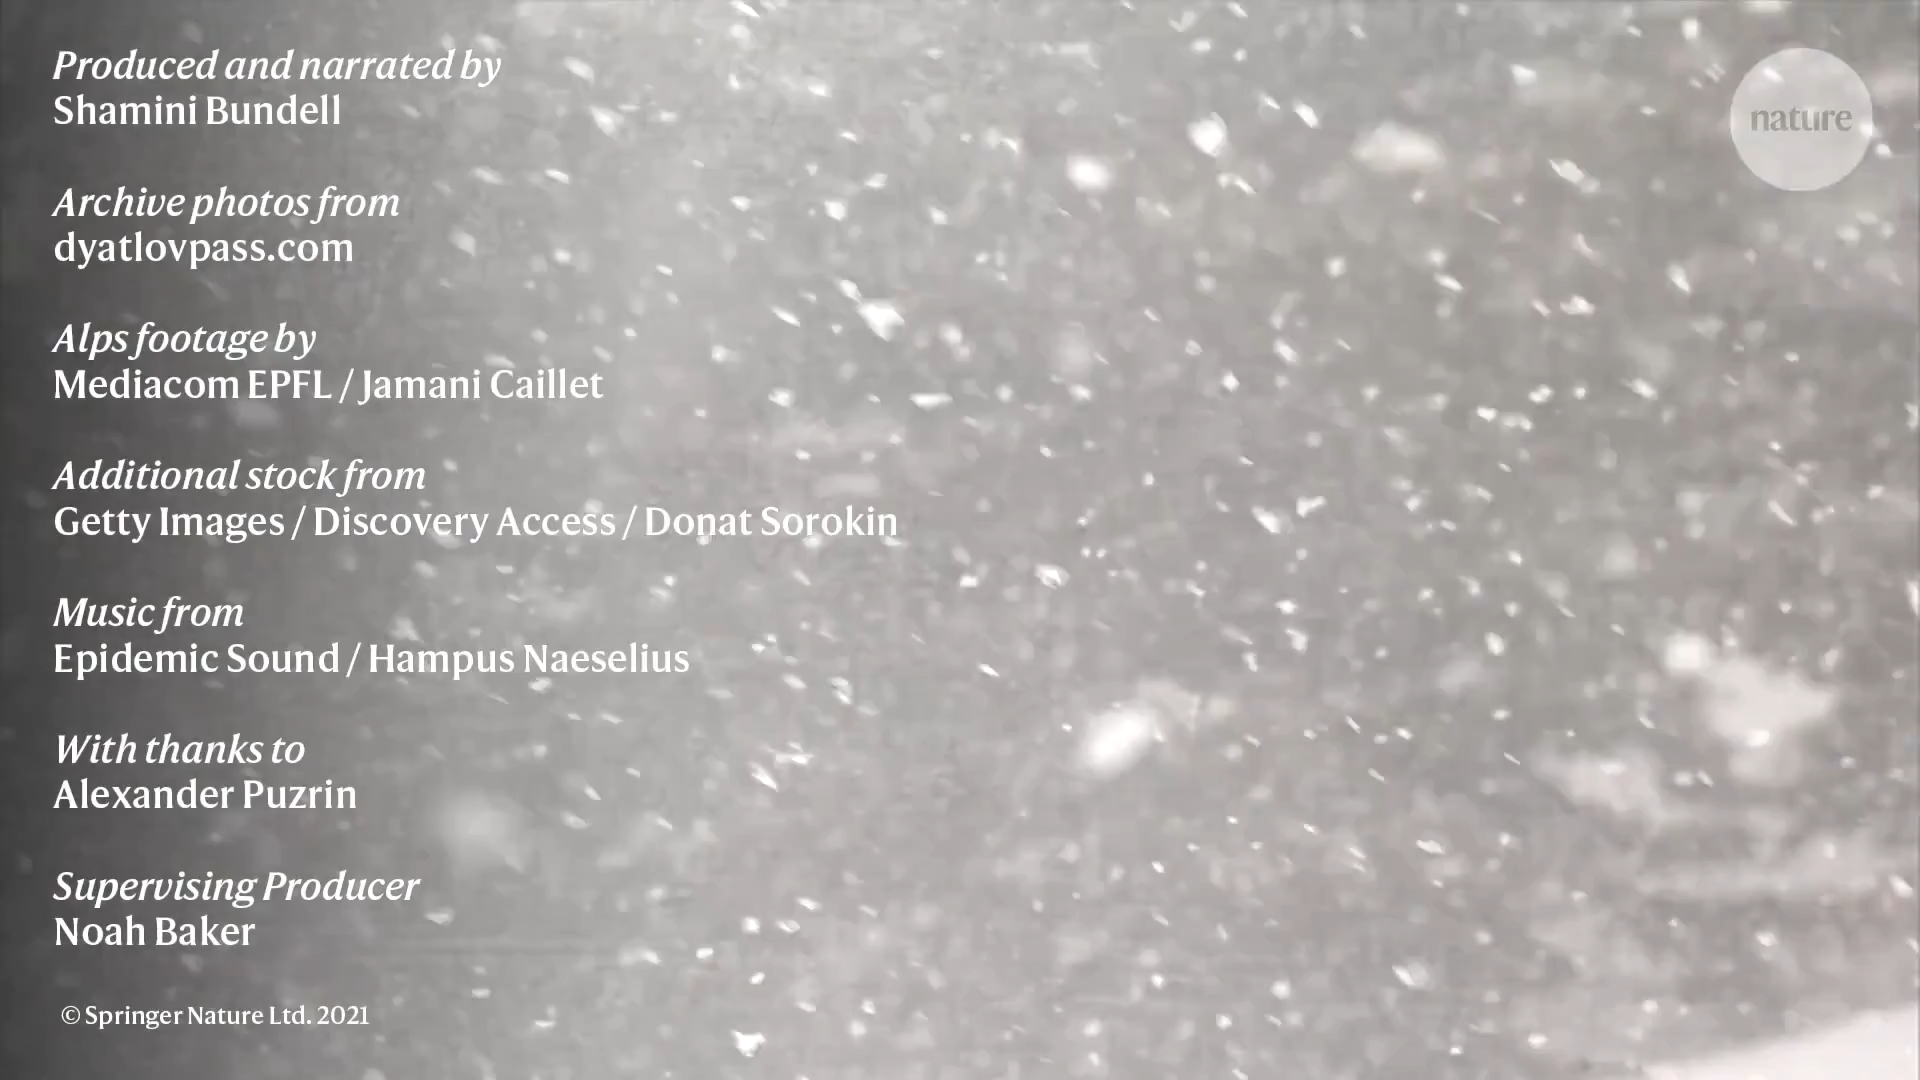 Produced and narrated by
Shamini Bundell
nature
Archive photos from
dyatlovpass.com
Alps footage by
Mediacom EPFL / Jamani Caillet
Additional stock from
Getty Images / Discovery Access / Donat Sorokin
Music from
Epidemic Sound / Hampus Naeselius
With thanks to
Alexander Puzrin
Supervising Producer
Noah Baker
© Springer Nature Ltd. 2021